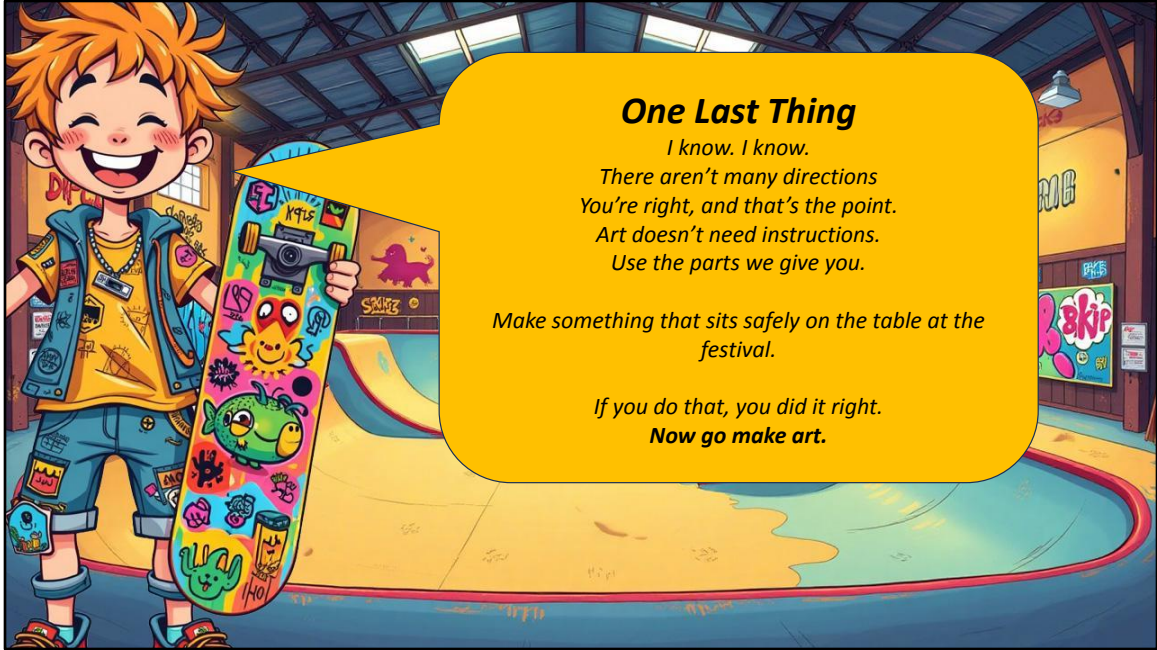 One Last Thing
I know. I know.
There aren't many directions
You're right, and that's the point.
Art doesn't need instructions.
Use the parts we give you.
Make something that sits safely on the table at the
festival.
If you do that, you did it right.
Now go make art.
SKIP